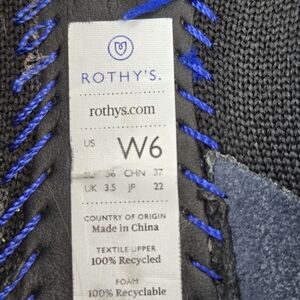 ROTHY'S.
rothys.com
US W6
EU 36 CHN 37
UK 3.5 JP 22
COUNTRY OF ORIGIN
Made in China
TEXTILE UPPER
100% Recycled
FOAM
100% Recyclable